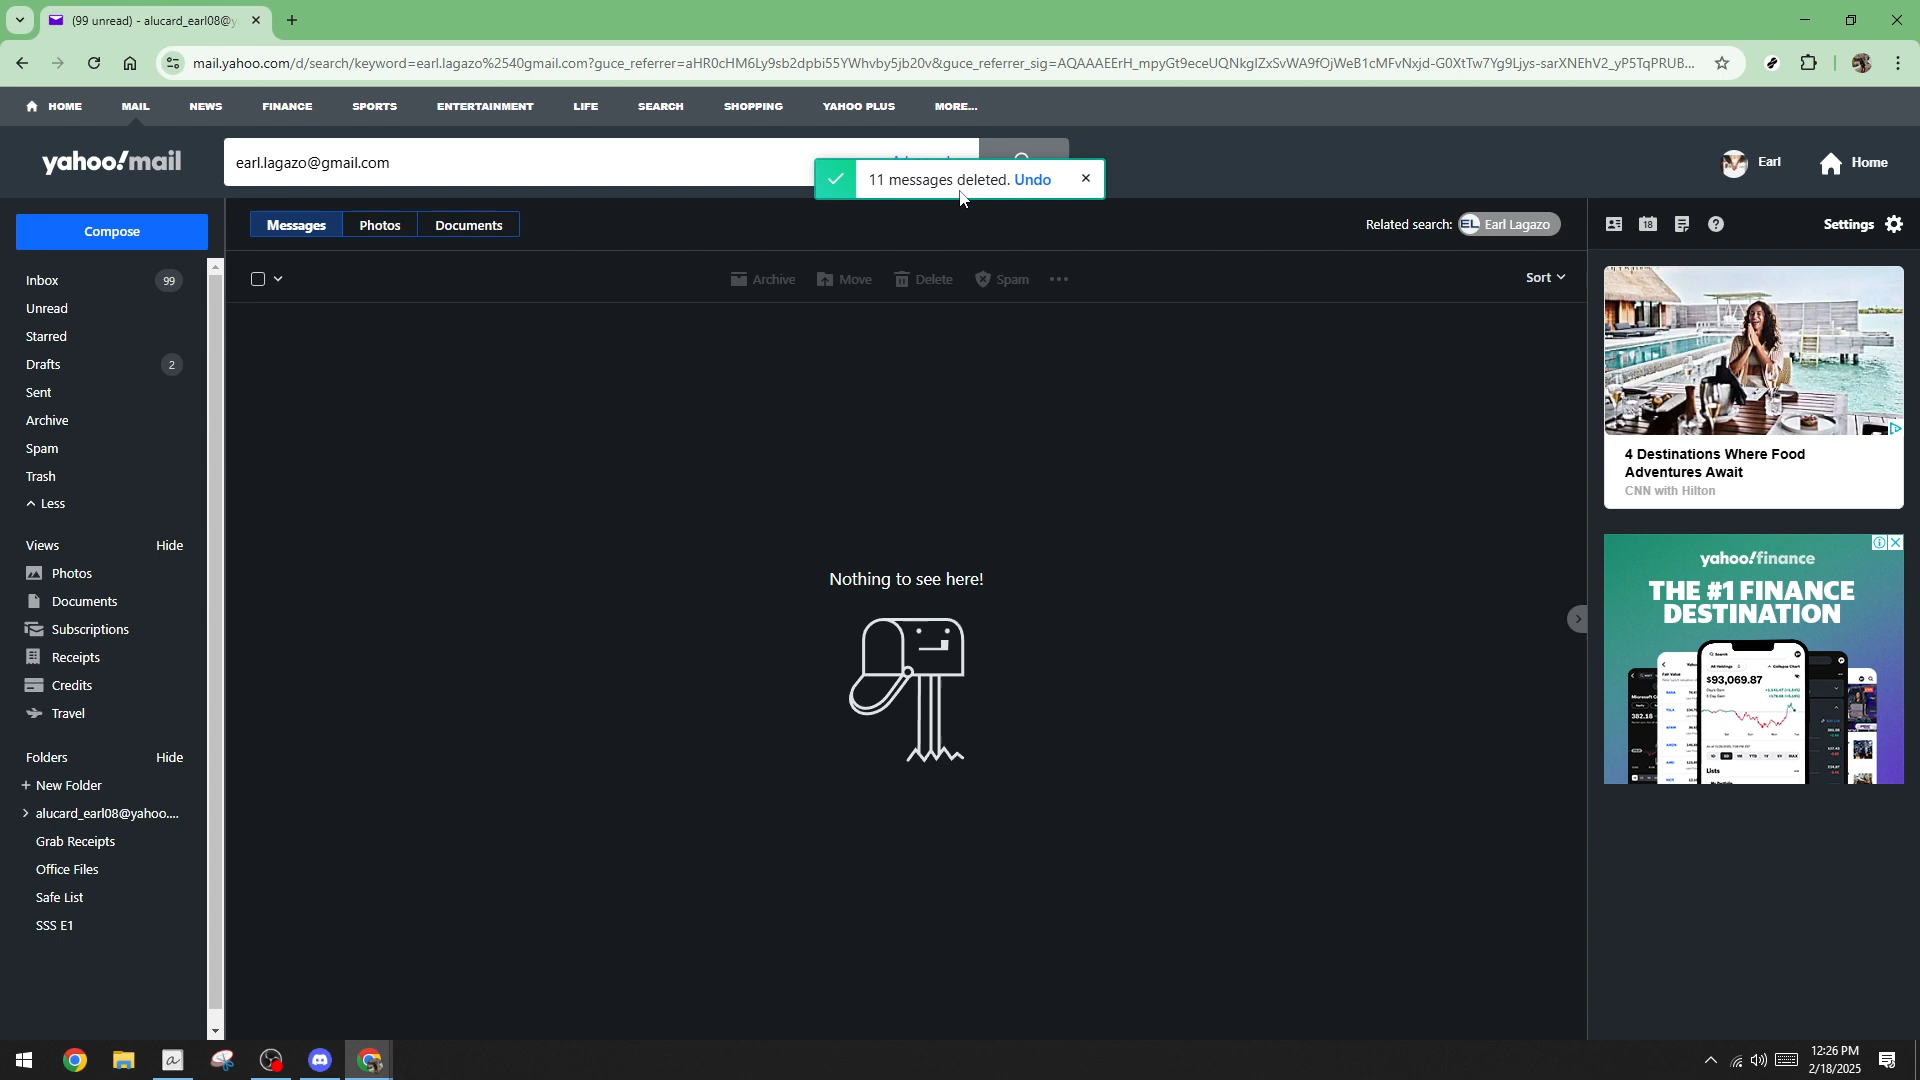 (99 unread) - alucard_earl08@y
mail.yahoo.com/d/search/keyword=earl.lagazo%2540gmail.com?guce_referrer=aHR0cHM6Ly9sb2dpbi55YWhvby5jb20v&guce_referrer_sig=AQAAAEErH_mpyGt9eceUQNkglZxSvWA9fOjWeB1cMFvNxjd-G0XtTw7Yg9Ljys-sarXNEhV2_yP5TqPRUB...
HOME MAIL NEWS FINANCE SPORTS ENTERTAINMENT LIFE SEARCH SHOPPING YAHOO PLUS MORE...
yahoo!mail
earl.lagazo@gmail.com
11 messages deleted. Undo
Earl
Home
Compose
Messages Photos Documents
Related search: EL Earl Lagazo
18
Settings
Archive Move Delete Spam
Sort
Inbox 99
Unread
Starred
Drafts 2
Sent
Archive
Spam
Trash
Less
Views Hide
Photos
Documents
Subscriptions
Receipts
Credits
Travel
Folders Hide
+ New Folder
alucard_earl08@yahoo....
Grab Receipts
Office Files
Safe List
SSS E1
Nothing to see here!
4 Destinations Where Food
Adventures Await
CNN with Hilton
yahoo!finance
THE #1 FINANCE
DESTINATION
$93,069.87
382.18
Lists
12:26 PM
2/18/2025